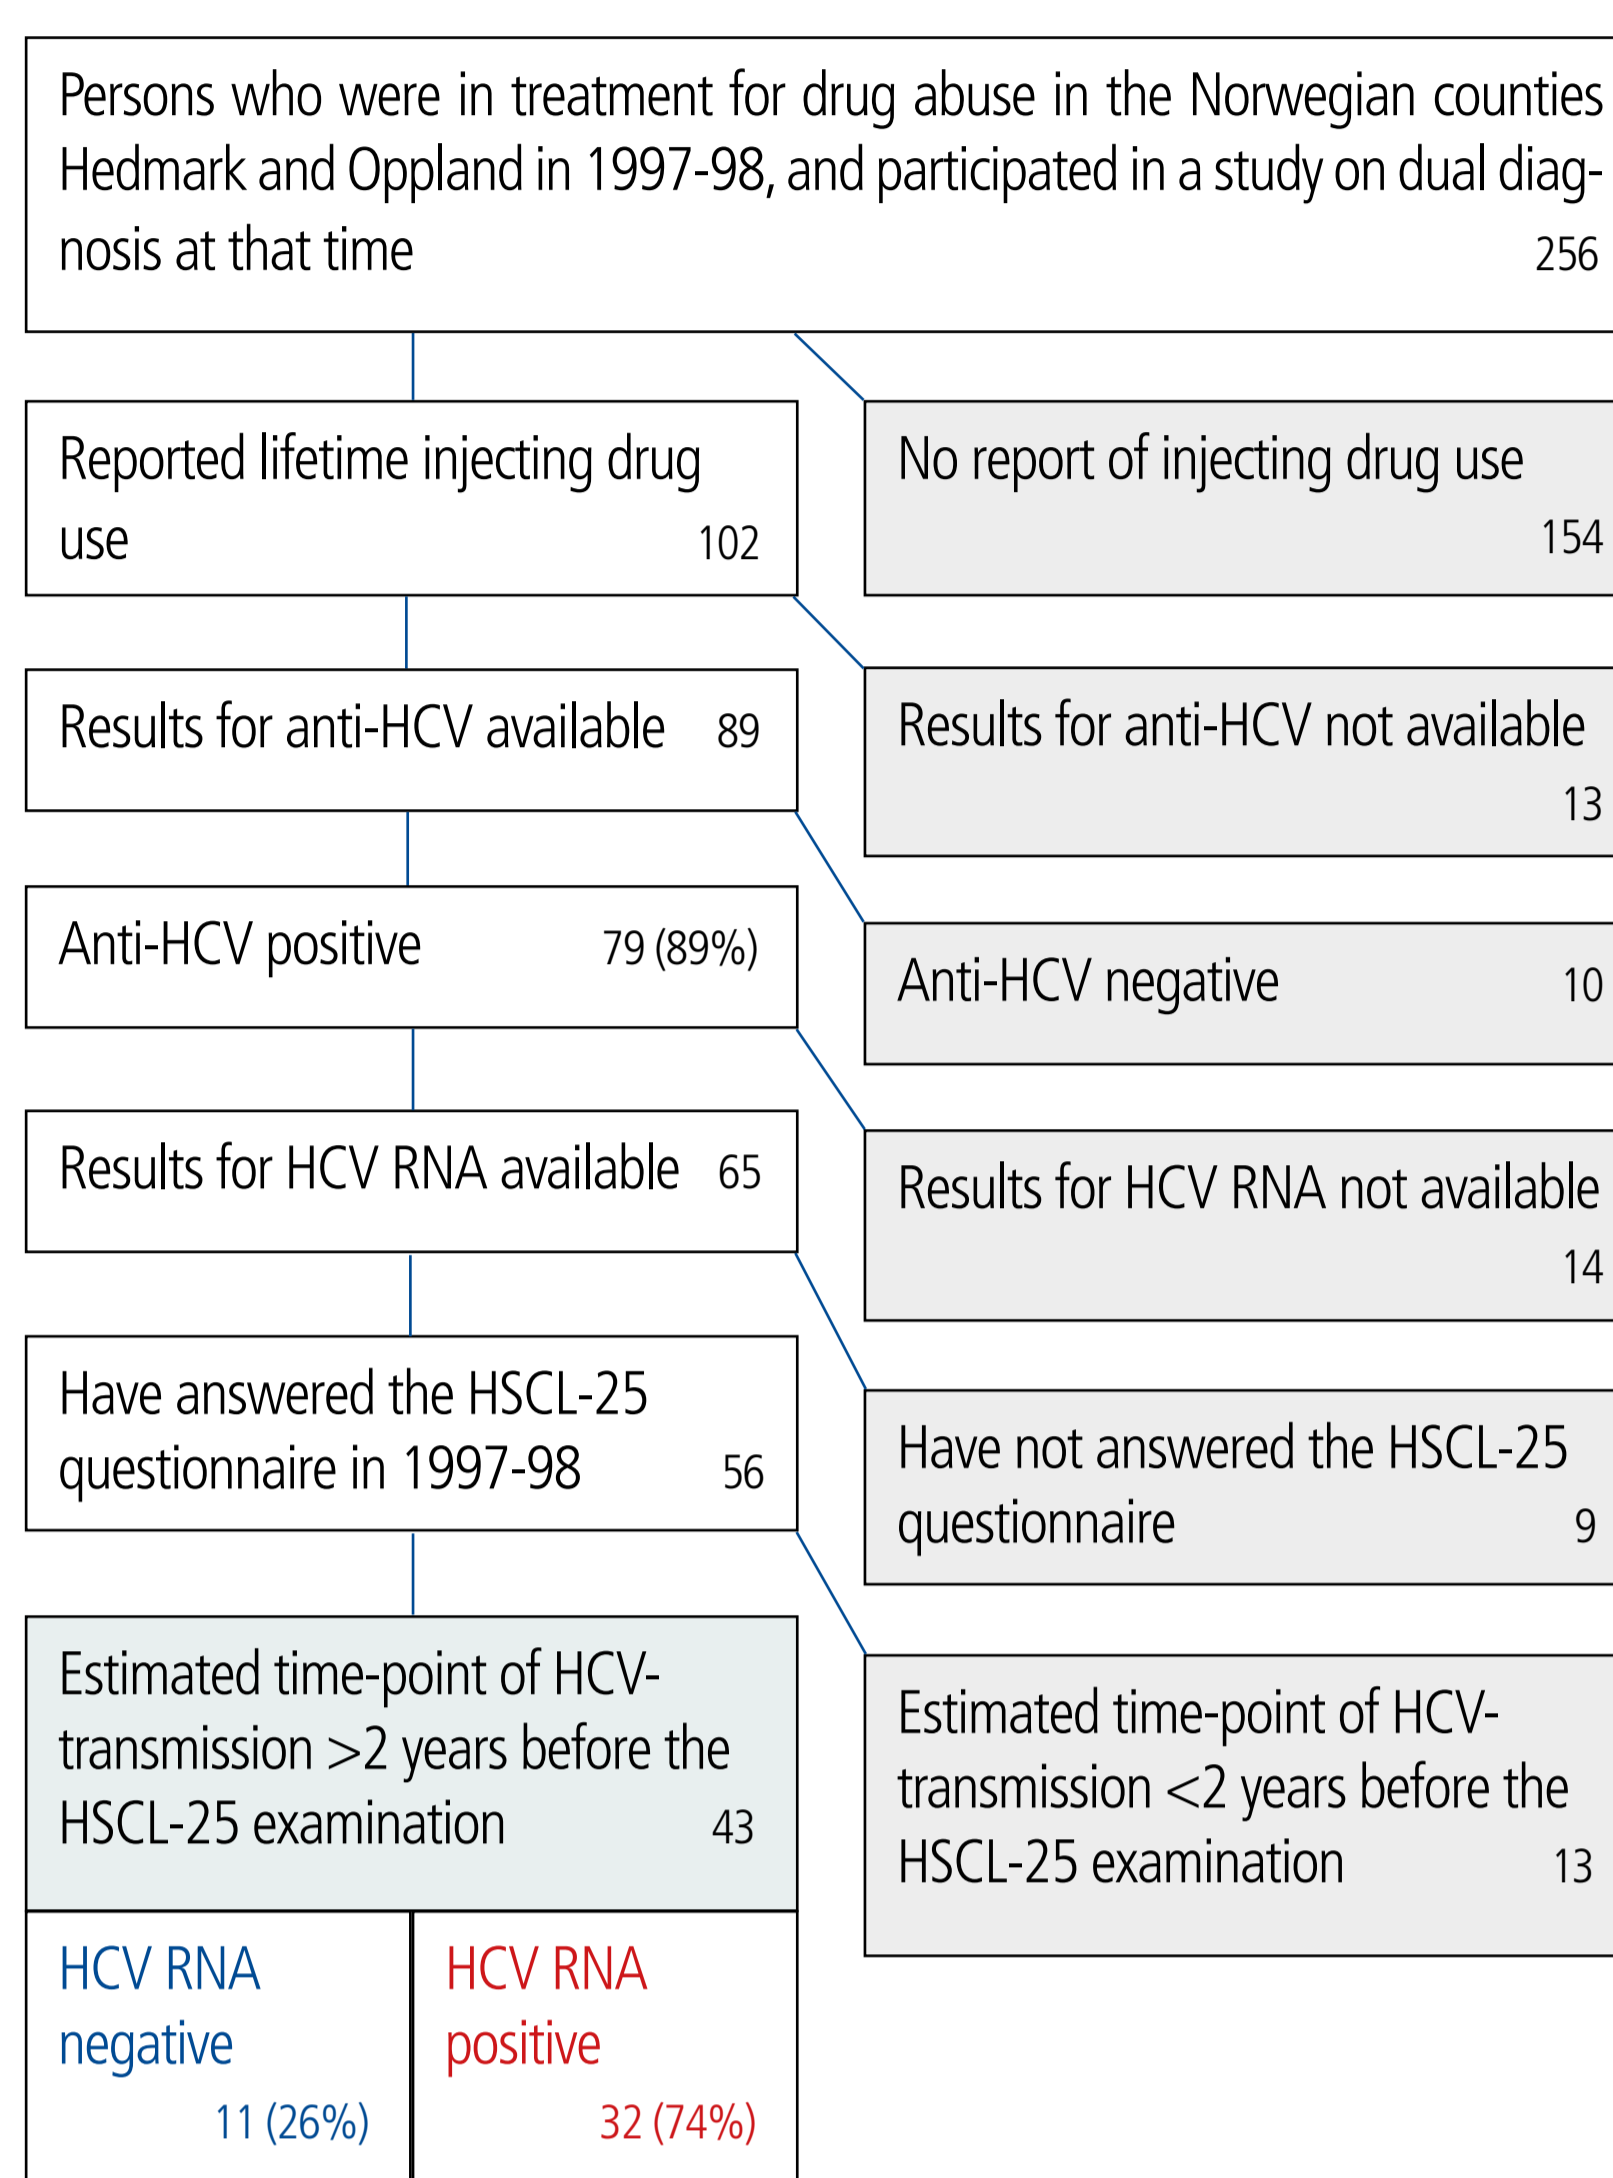 Persons who were in treatment for drug abuse in the Norwegian counties
Hedmark and Oppland in 1997-98, and participated in a study on dual diag-
nosis at that time 256
Reported lifetime injecting drug
use 102
No report of injecting drug use
154
Results for anti-HCV available 89
Results for anti-HCV not available
13
Anti-HCV positive 79 (89%)
Anti-HCV negative 10
Results for HCV RNA available 65
Results for HCV RNA not available
14
Have answered the HSCL-25
questionnaire in 1997-98 56
Have not answered the HSCL-25
questionnaire 9
Estimated time-point of HCV-
transmission >2 years before the
HSCL-25 examination 43
Estimated time-point of HCV-
transmission <2 years before the
HSCL-25 examination 13
HCV RNA
negative
11 (26%)
HCV RNA
positive
32 (74%)